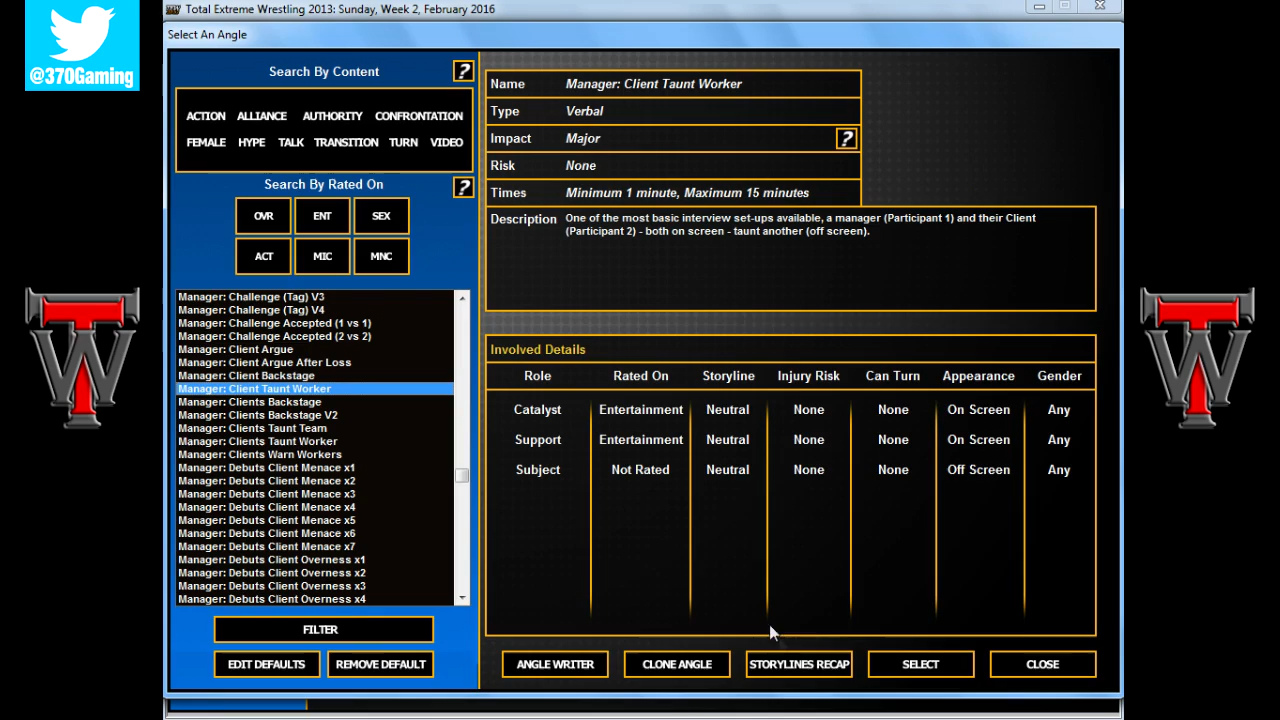 Total Extreme Wrestling 2013: Sunday, Week 2, February 2016
Select An Angle
@370Gaming
Search By Content
?
ACTION ALLIANCE AUTHORITY CONFRONTATION
FEMALE HYPE TALK TRANSITION TURN VIDEO
Search By Rated On
?
OVR ENT SEX
ACT MIC MNC
Manager: Challenge (Tag) V3
Manager: Challenge (Tag) V4
Manager: Challenge Accepted (1 vs 1)
Manager: Challenge Accepted (2 vs 2)
Manager: Client Argue
Manager: Client Argue After Loss
Manager: Client Backstage
Manager: Client Taunt Worker
Manager: Clients Backstage
Manager: Clients Backstage V2
Manager: Clients Taunt Team
Manager: Clients Taunt Worker
Manager: Clients Warn Workers
Manager: Debuts Client Menace x1
Manager: Debuts Client Menace x2
Manager: Debuts Client Menace x3
Manager: Debuts Client Menace x4
Manager: Debuts Client Menace x5
Manager: Debuts Client Menace x6
Manager: Debuts Client Menace x7
Manager: Debuts Client Overness x1
Manager: Debuts Client Overness x2
Manager: Debuts Client Overness x3
Manager: Debuts Client Overness x4
FILTER
EDIT DEFAULTS REMOVE DEFAULT
Name Manager: Client Taunt Worker
Type Verbal
Impact Major ?
Risk None
Times Minimum 1 minute, Maximum 15 minutes
Description One of the most basic interview set-ups available, a manager (Participant 1) and their Client
(Participant 2) - both on screen - taunt another (off screen).
Involved Details
Role Rated On Storyline Injury Risk Can Turn Appearance Gender
Catalyst Entertainment Neutral None None On Screen Any
Support Entertainment Neutral None None On Screen Any
Subject Not Rated Neutral None None Off Screen Any
ANGLE WRITER CLONE ANGLE STORYLINES RECAP SELECT CLOSE
TW
TW